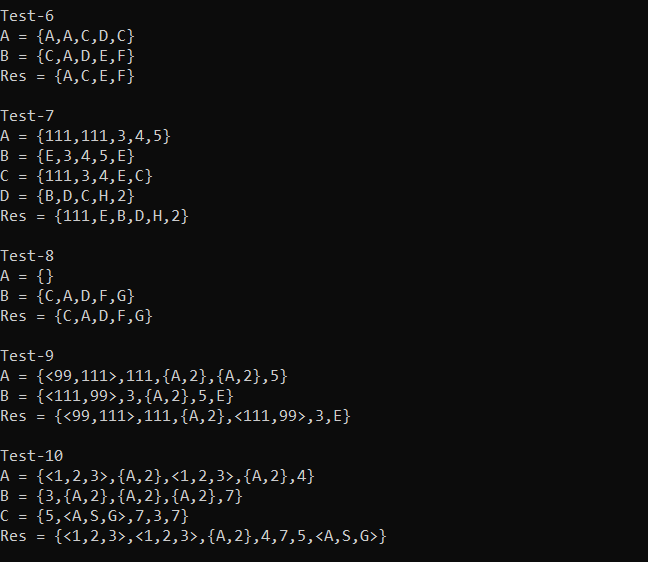 Test-6
A = {A,A,C,D,C}
B = {C,A,D,E,F}
Res = {A,C,E,F}
Test-7
A = {111,111,3,4,5}
B = {E,3,4,5,E}
C = {111,3,4,E,C}
D = {B,D,C,H,2}
Res = {111,E,B,D,H,2}
Test-8
A = {}
B = {C,A,D,F,G}
Res = {C,A,D,F,G}
Test-9
A = {<99,111>,111,{A,2},{A,2},5}
B = {<111,99>,3,{A,2},5,E}
Res = {<99,111>,111,{A,2},<111,99>,3,E}
Test-10
A = {<1,2,3>,{A,2},<1,2,3>,{A,2},4}
B = {3,{A,2},{A,2},{A,2},7}
C = {5,<A,S,G>,7,3,7}
Res = {<1,2,3>,<1,2,3>,{A,2},4,7,5,<A,S,G>}